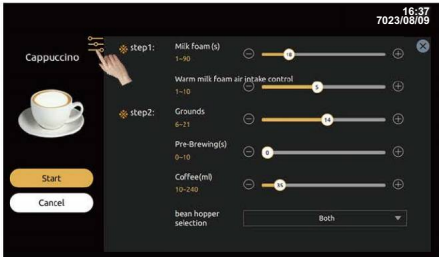 16:37
7023/08/09
Cappuccino
step1:
Milk foam (s)
1~90
18
Warm milk foam air intake control
1~10
5
step2:
Grounds
6~21
14
Pre-Brewing(s)
0~10
0
Coffee(ml)
10~240
35
Start
Cancel
bean hopper
selection
Both